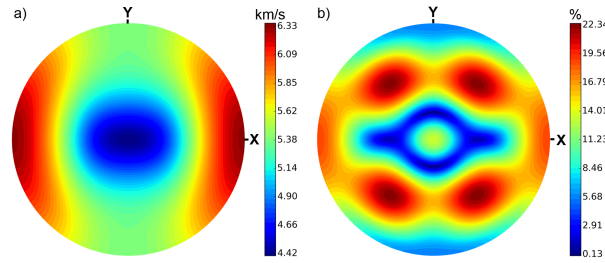 a)
Y
X
km/s
6.33
6.09
5.85
5.62
5.38
5.14
4.90
4.66
4.42
b)
Y
X
%
22.34
19.56
16.79
14.01
11.23
8.46
5.68
2.91
0.13